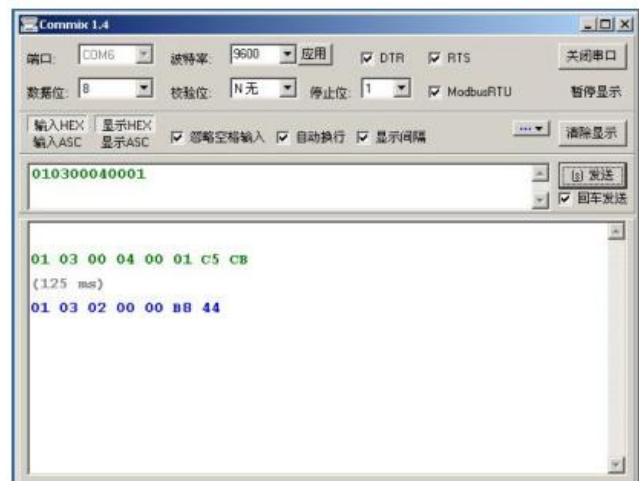 Commix 1.4
端口: COM6 波特率: 9600 应用 DTR RTS 关闭串口
数据位: 8 校验位: N无 停止位: 1 ModbusRTU 暂停显示
输入HEX 显示HEX
输入ASC 显示ASC 忽略空格输入 自动换行 显示间隔 ... 清除显示
010300040001 [s] 发送
回车发送
01 03 00 04 00 01 C5 CB
(125 ms)
01 03 02 00 00 B8 44